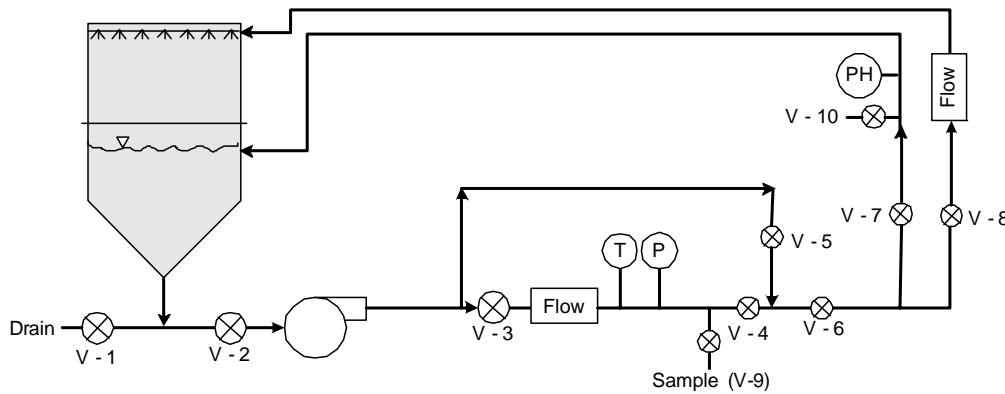 PH
Flow
V - 10
V - 7
V - 8
V - 5
T
P
Drain
V - 1
V - 2
V - 3
Flow
V - 4
V - 6
Sample (V-9)